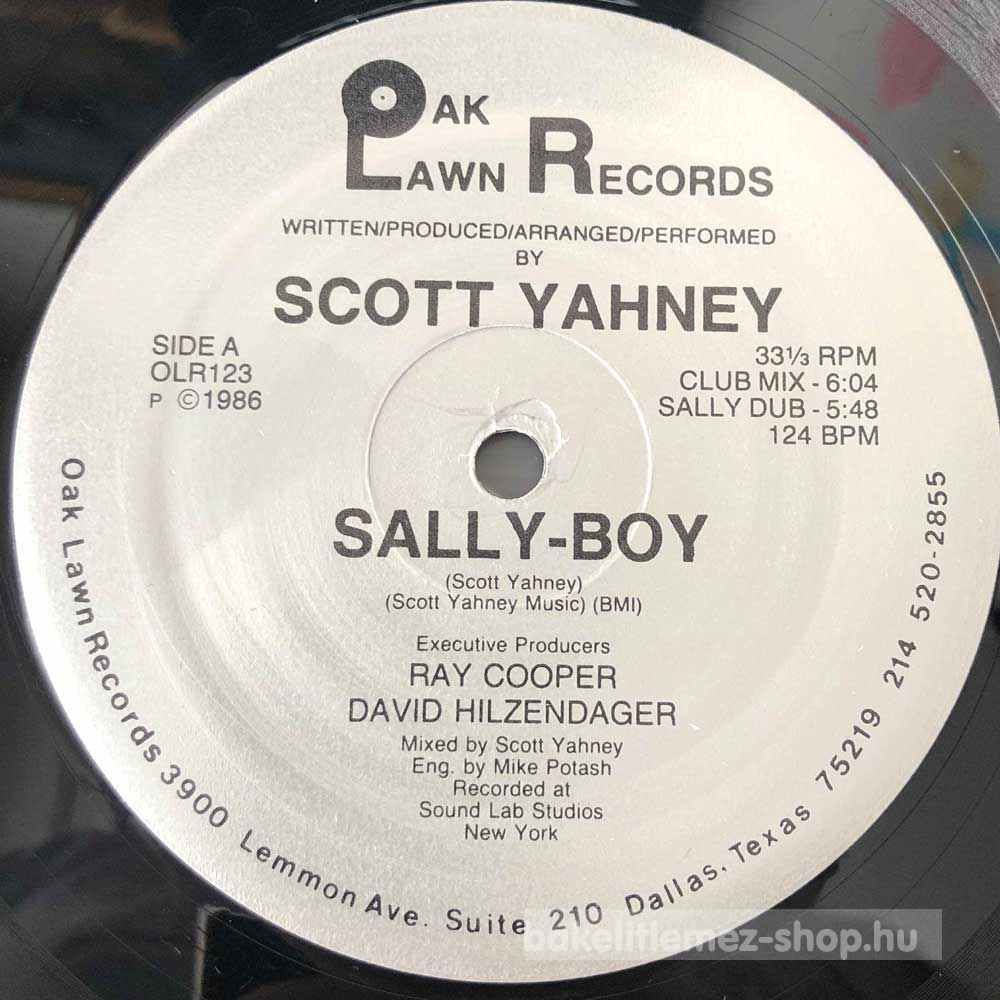 OAK
LAWN RECORDS
WRITTEN/PRODUCED/ARRANGED/PERFORMED
BY
SCOTT YAHNEY
SIDE A
OLR123
P ©1986
33⅓ RPM
CLUB MIX - 6:04
SALLY DUB - 5:48
124 BPM
SALLY-BOY
(Scott Yahney)
(Scott Yahney Music) (BMI)
Executive Producers
RAY COOPER
DAVID HILZENDAGER
Mixed by Scott Yahney
Eng. by Mike Potash
Recorded at
Sound Lab Studios
New York
Oak Lawn Records 3900 Lemmon Ave. Suite 210 Dallas, Texas 75219 214 520-2855
bakelitlemez-shop.hu